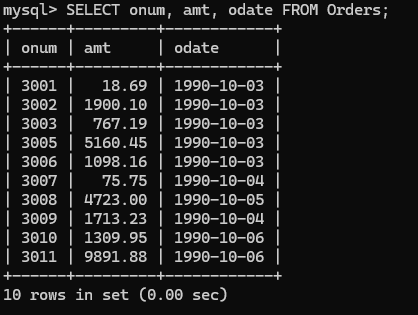 mysql> SELECT onum, amt, odate FROM Orders;
+------+---------+------------+
| onum | amt     | odate      |
+------+---------+------------+
| 3001 |   18.69 | 1990-10-03 |
| 3002 | 1900.10 | 1990-10-03 |
| 3003 |  767.19 | 1990-10-03 |
| 3005 | 5160.45 | 1990-10-03 |
| 3006 | 1098.16 | 1990-10-03 |
| 3007 |   75.75 | 1990-10-04 |
| 3008 | 4723.00 | 1990-10-05 |
| 3009 | 1713.23 | 1990-10-04 |
| 3010 | 1309.95 | 1990-10-06 |
| 3011 | 9891.88 | 1990-10-06 |
+------+---------+------------+
10 rows in set (0.00 sec)